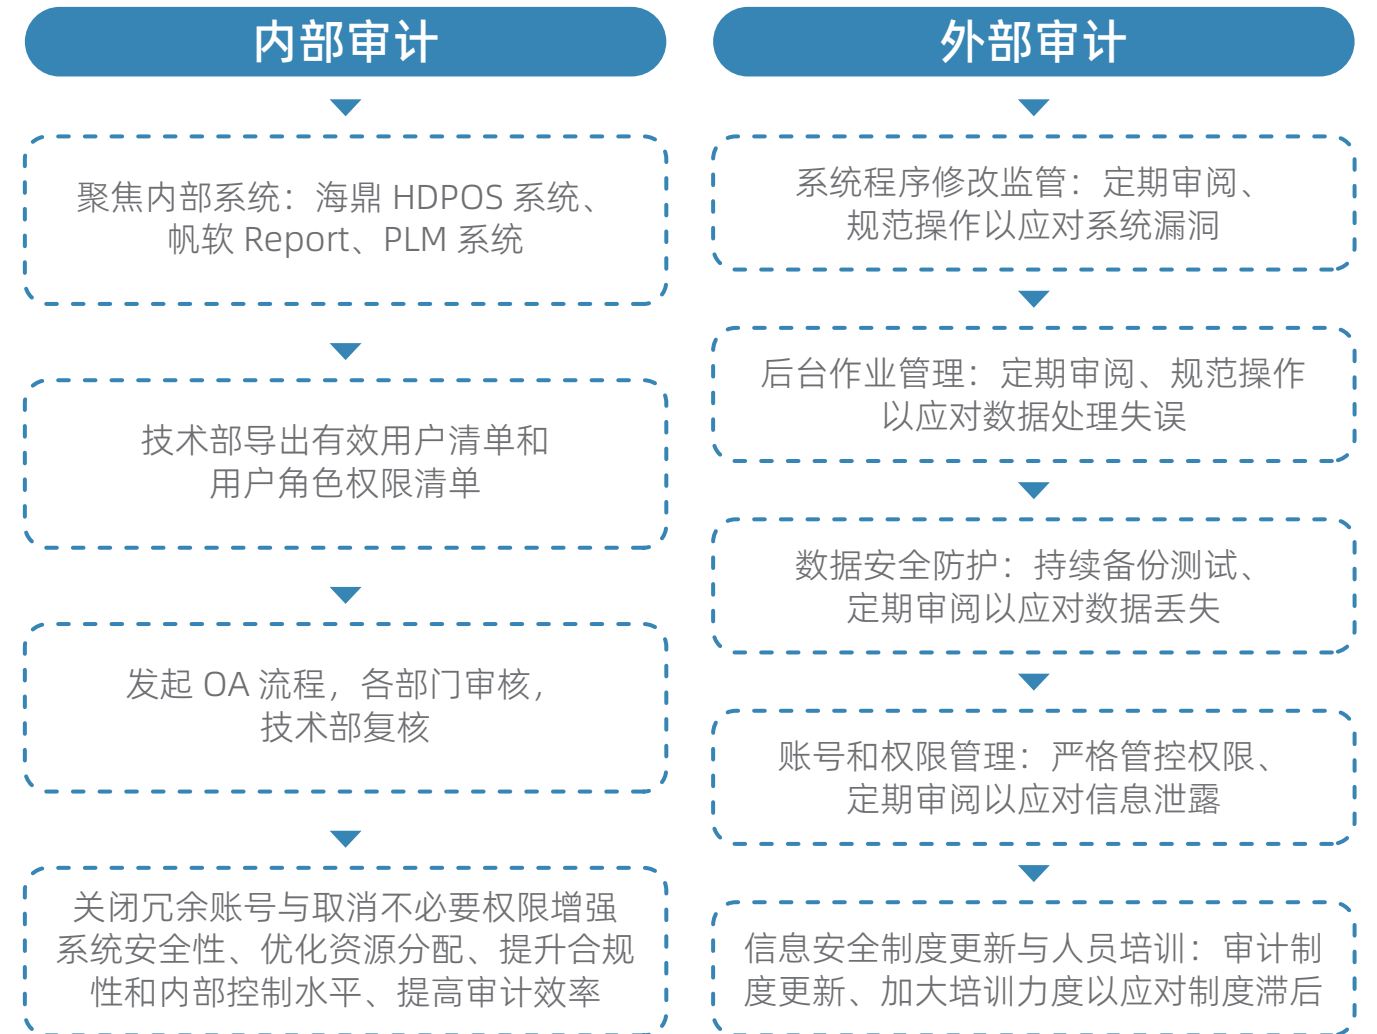 内部审计
聚焦内部系统：海鼎 HDPOS 系统、
帆软 Report、PLM 系统
技术部导出有效用户清单和
用户角色权限清单
发起 OA 流程，各部门审核，
技术部复核
关闭冗余账号与取消不必要权限增强
系统安全性、优化资源分配、提升合规
性和内部控制水平、提高审计效率
外部审计
系统程序修改监管：定期审阅、
规范操作以应对系统漏洞
后台作业管理：定期审阅、规范操作
以应对数据处理失误
数据安全防护：持续备份测试、
定期审阅以应对数据丢失
账号和权限管理：严格管控权限、
定期审阅以应对信息泄露
信息安全制度更新与人员培训：审计制
度更新、加大培训力度以应对制度滞后